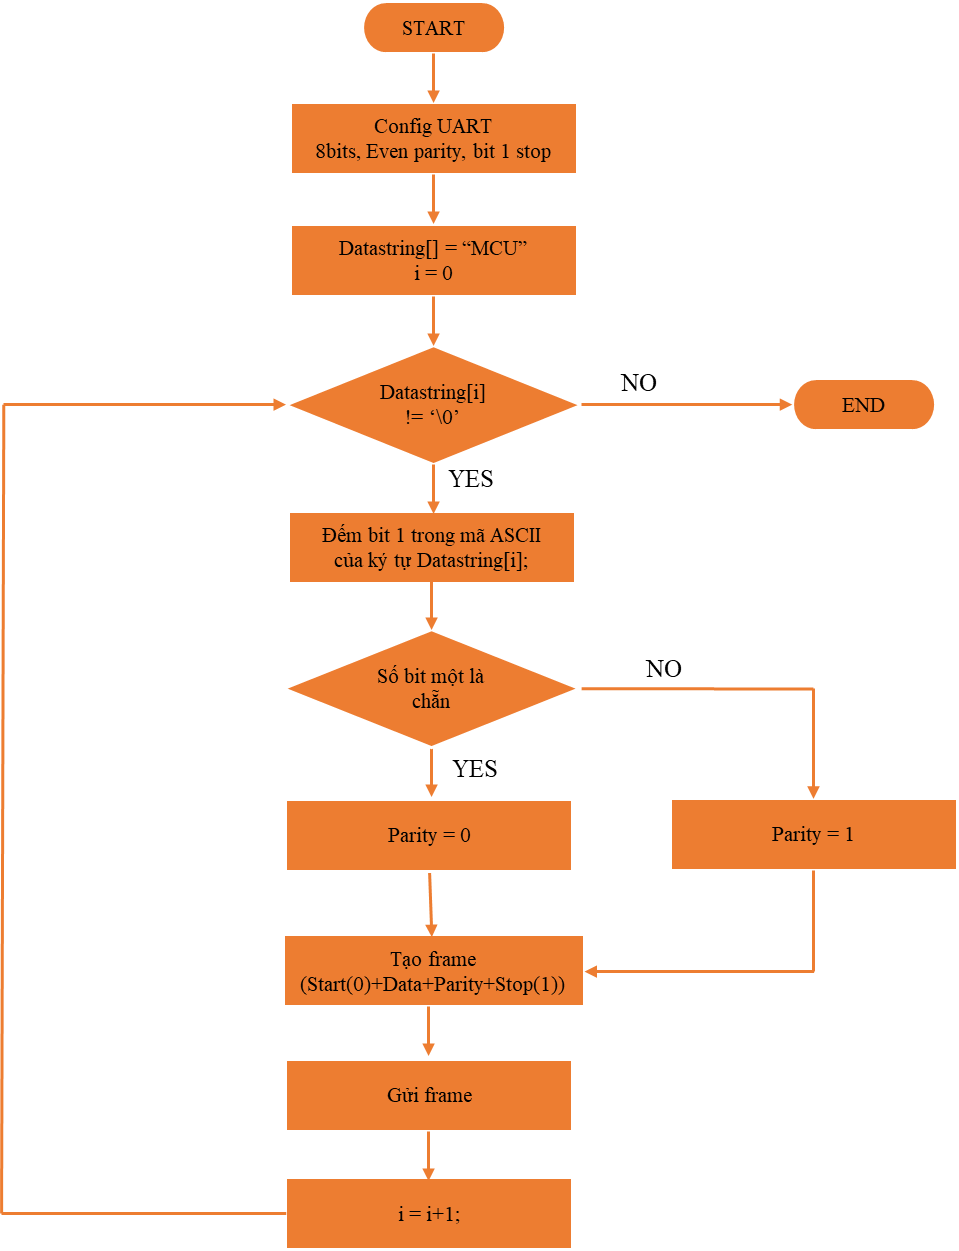 START
Config UART
8bits, Even parity, bit 1 stop
Datastring[] = “MCU”
i = 0
Datastring[i]
!= ‘\0’
NO
END
YES
Đếm bit 1 trong mã ASCII
của ký tự Datastring[i];
Số bit một là
chẵn
NO
YES
Parity = 0
Parity = 1
Tạo frame
(Start(0)+Data+Parity+Stop(1))
Gửi frame
i = i+1;